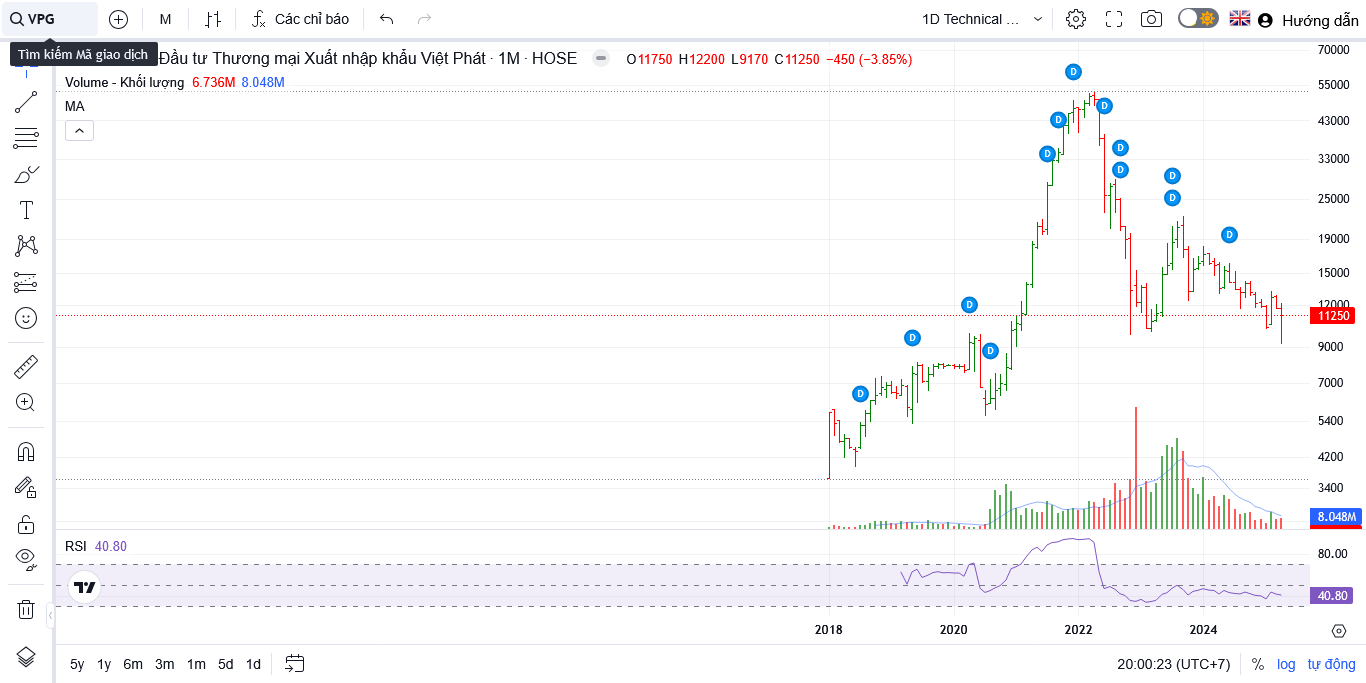 VPG
M
Các chỉ báo
1D Technical ...
Hướng dẫn
Tìm kiếm Mã giao dịch
Đầu tư Thương mại Xuất nhập khẩu Việt Phát · 1M · HOSE
O11750 H12200 L9170 C11250 −450 (−3.85%)
Volume - Khối lượng 6.736M 8.048M
MA
D
D
D
D
D
D
D
D
D
D
D
D
D
D
70000
55000
43000
33000
25000
19000
15000
12000
11250
9000
7000
5400
4200
3400
8.048M
RSI 40.80
80.00
40.80
2018 2020 2022 2024
5y 1y 6m 3m 1m 5d 1d
20:00:23 (UTC+7) % log tự động